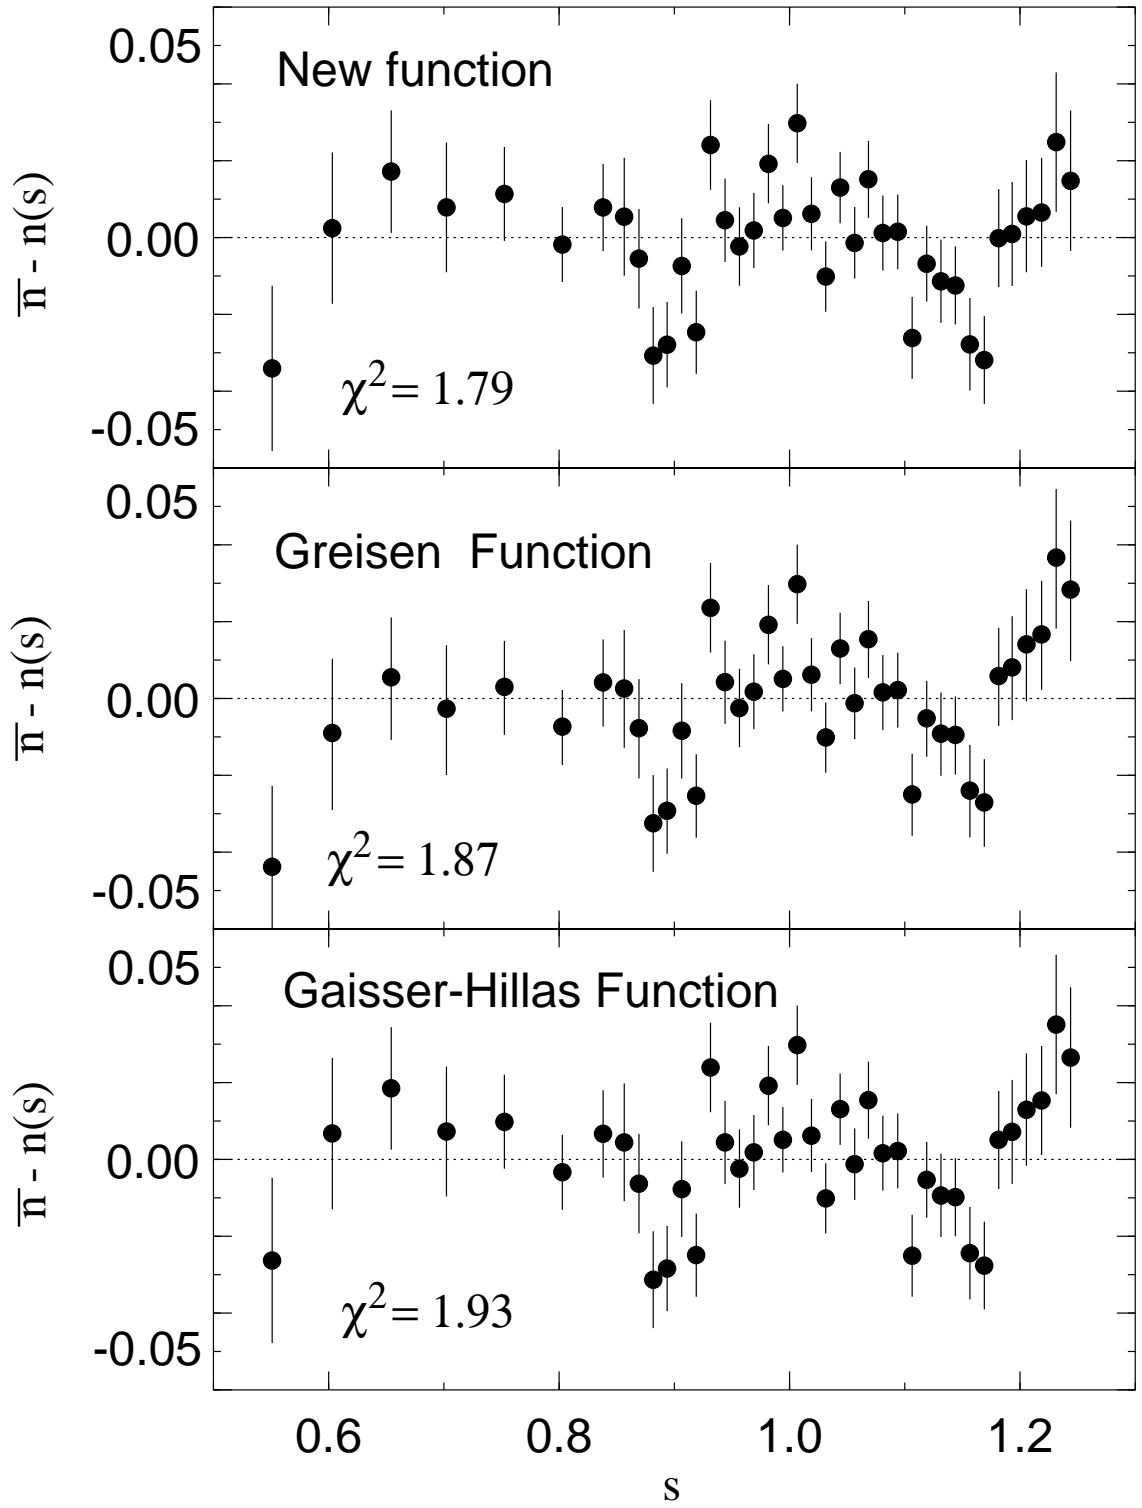 New function
0.05
0.00
-0.05
n̅ - n(s)
χ² = 1.79
Greisen Function
0.05
0.00
-0.05
n̅ - n(s)
χ² = 1.87
Gaisser-Hillas Function
0.05
0.00
-0.05
n̅ - n(s)
χ² = 1.93
0.6 0.8 1.0 1.2
s